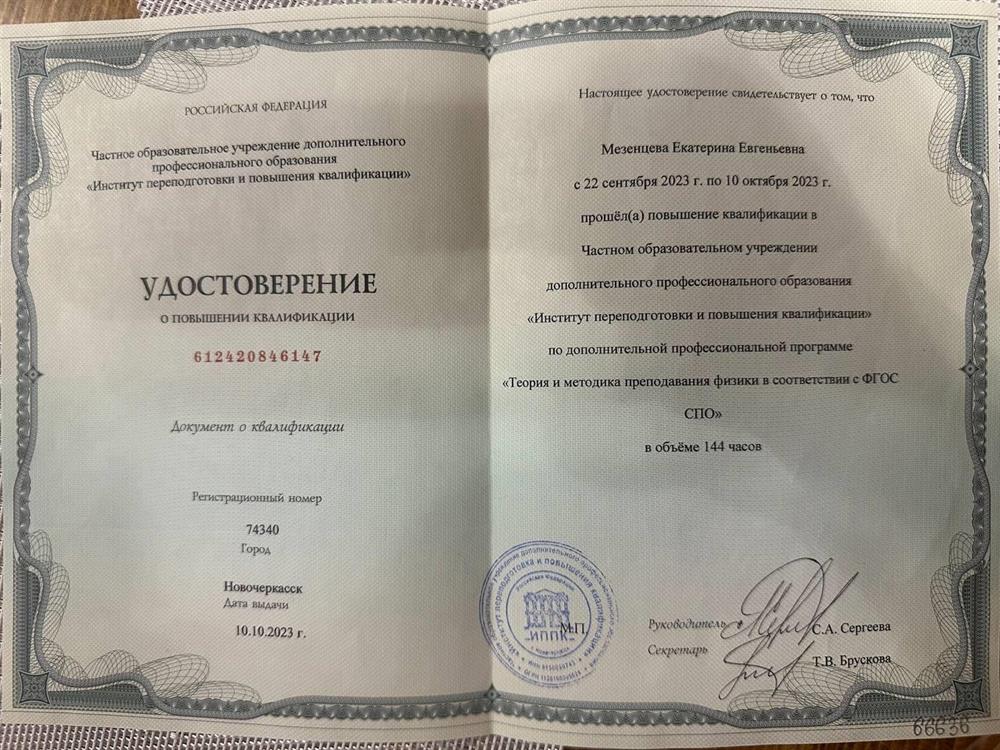 РОССИЙСКАЯ ФЕДЕРАЦИЯ
Частное образовательное учреждение дополнительного
профессионального образования
«Институт переподготовки и повышения квалификации»
УДОСТОВЕРЕНИЕ
О ПОВЫШЕНИИ КВАЛИФИКАЦИИ
612420846147
Документ о квалификации
Регистрационный номер
74340
Город
Новочеркасск
Дата выдачи
10.10.2023 г.
Настоящее удостоверение свидетельствует о том, что
Мезенцева Екатерина Евгеньевна
с 22 сентября 2023 г. по 10 октября 2023 г.
прошёл(а) повышение квалификации в
Частном образовательном учреждении
дополнительного профессионального образования
«Институт переподготовки и повышения квалификации»
по дополнительной профессиональной программе
«Теория и методика преподавания физики в соответствии с ФГОС
СПО»
в объёме 144 часов
Российская Федерация
ИППК
М.П.
Руководитель
С.А. Сергеева
Секретарь
Т.В. Брускова
66636